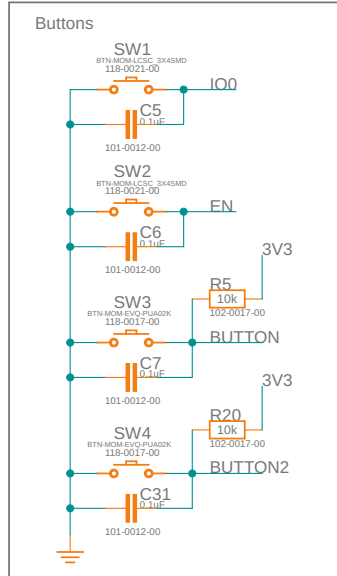 Buttons
SW1
BTN-MOM-LCSC_3X4SMD
118-0021-00
IO0
C5
0.1uF
101-0012-00
SW2
BTN-MOM-LCSC_3X4SMD
118-0021-00
EN
C6
0.1uF
101-0012-00
3V3
R5
10k
102-0017-00
SW3
BTN-MOM-EVQ-PUA02K
118-0017-00
BUTTON
C7
0.1uF
101-0012-00
3V3
R20
10k
102-0017-00
SW4
BTN-MOM-EVQ-PUA02K
118-0017-00
BUTTON2
C31
0.1uF
101-0012-00